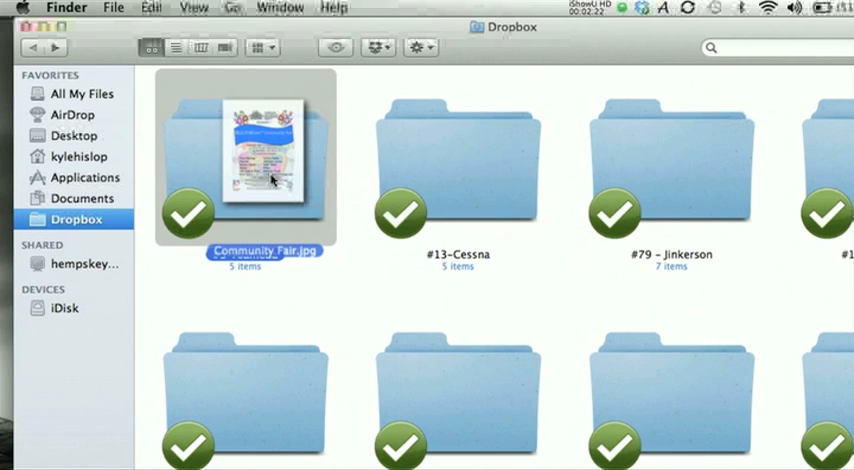 Finder File Edit View Go Window Help iShowU HD
00:02:22
Dropbox
FAVORITES
All My Files
AirDrop
Desktop
kylehislop
Applications
Documents
Dropbox
SHARED
hempskey...
DEVICES
iDisk
Community Fair.jpg
5 items
#13-Cessna
5 items
#79 - Jinkerson
7 items